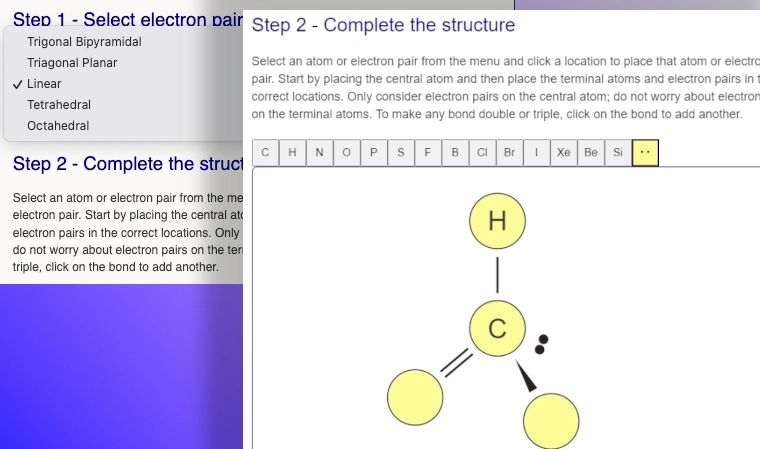 Step 1 - Select electron pair
Trigonal Bipyramidal
Triagonal Planar
✓ Linear
Tetrahedral
Octahedral
Step 2 - Complete the struct
Select an atom or electron pair from the me
electron pair. Start by placing the central ato
electron pairs in the correct locations. Only
do not worry about electron pairs on the ter
triple, click on the bond to add another.
Step 2 - Complete the structure
Select an atom or electron pair from the menu and click a location to place that atom or electro
pair. Start by placing the central atom and then place the terminal atoms and electron pairs in t
correct locations. Only consider electron pairs on the central atom; do not worry about electron
on the terminal atoms. To make any bond double or triple, click on the bond to add another.
C H N O P S F B Cl Br I Xe Be Si ··
H
C